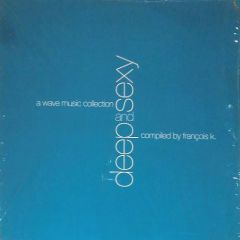 a wave music collection
deep and sexy
compiled by françois k.